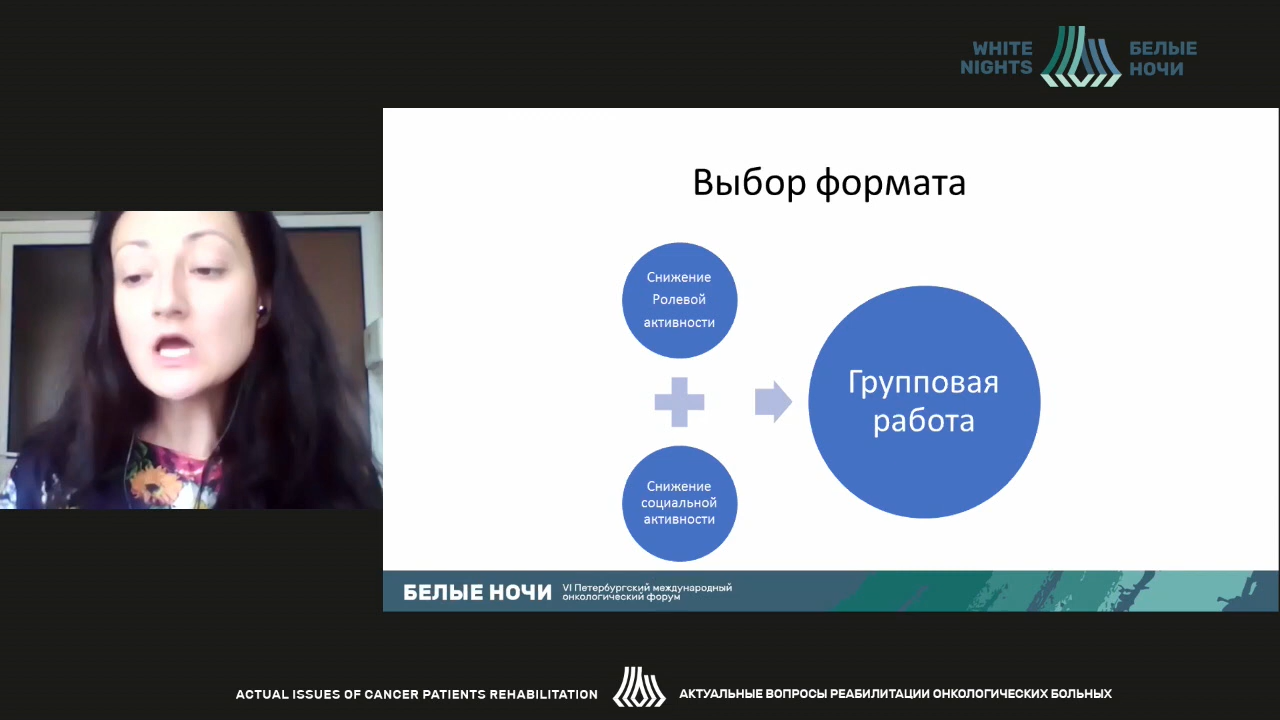 WHITE
NIGHTS
БЕЛЫЕ
НОЧИ
Выбор формата
Снижение
Ролевой
активности
Снижение
социальной
активности
Групповая
работа
БЕЛЫЕ НОЧИ
VI Петербургский международный
онкологический форум
ACTUAL ISSUES OF CANCER PATIENTS REHABILITATION
АКТУАЛЬНЫЕ ВОПРОСЫ РЕАБИЛИТАЦИИ ОНКОЛОГИЧЕСКИХ БОЛЬНЫХ